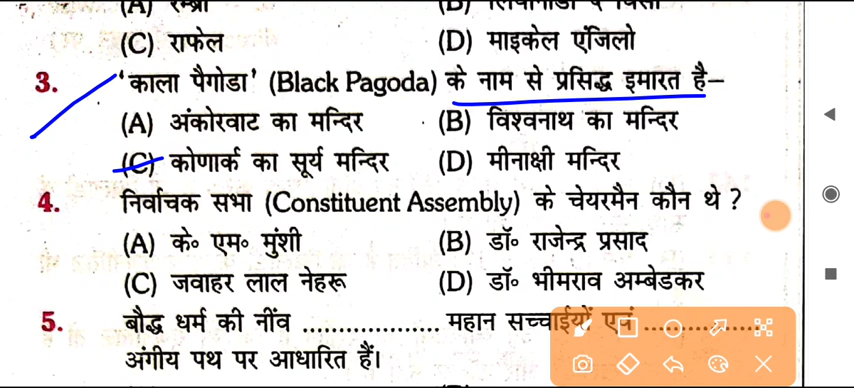 (C) राफेल (D) माइकेल एंजिलो
3. 'काला पैगोडा' (Black Pagoda) के नाम से प्रसिद्ध इमारत है–
(A) अंकोरवाट का मन्दिर (B) विश्वनाथ का मन्दिर
(C) कोणार्क का सूर्य मन्दिर (D) मीनाक्षी मन्दिर
4. निर्वाचक सभा (Constituent Assembly) के चेयरमैन कौन थे ?
(A) के० एम० मुंशी (B) डॉ० राजेन्द्र प्रसाद
(C) जवाहर लाल नेहरू (D) डॉ० भीमराव अम्बेडकर
5. बौद्ध धर्म की नींव .................... महान सच्चाईयों एवं ................
अंगीय पथ पर आधारित हैं।